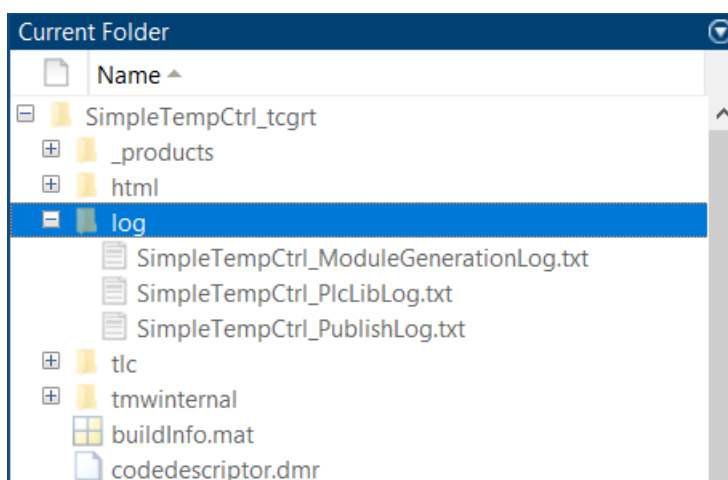 Current Folder
Name
SimpleTempCtrl_tcgrt
_products
html
log
SimpleTempCtrl_ModuleGenerationLog.txt
SimpleTempCtrl_PlcLibLog.txt
SimpleTempCtrl_PublishLog.txt
tlc
tmwinternal
buildInfo.mat
codedescriptor.dmr